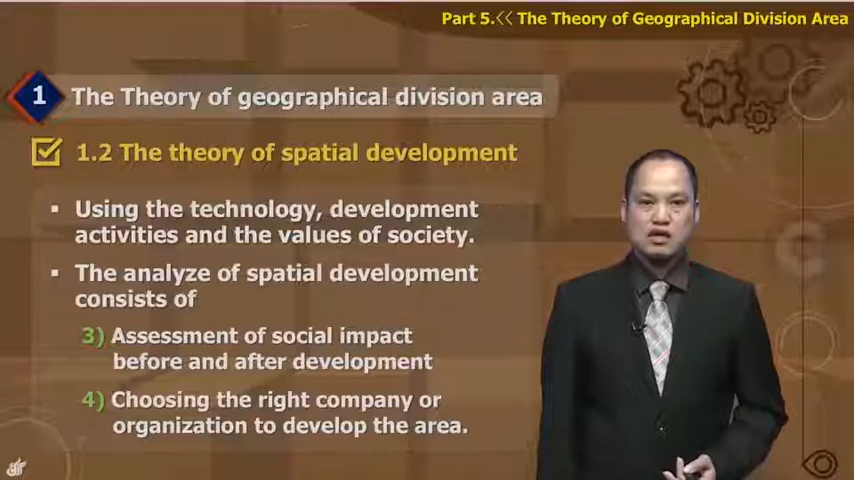 Part 5.<< The Theory of Geographical Division Area
1 The Theory of geographical division area
1.2 The theory of spatial development
▪ Using the technology, development
activities and the values of society.
▪ The analyze of spatial development
consists of
3) Assessment of social impact
before and after development
4) Choosing the right company or
organization to develop the area.